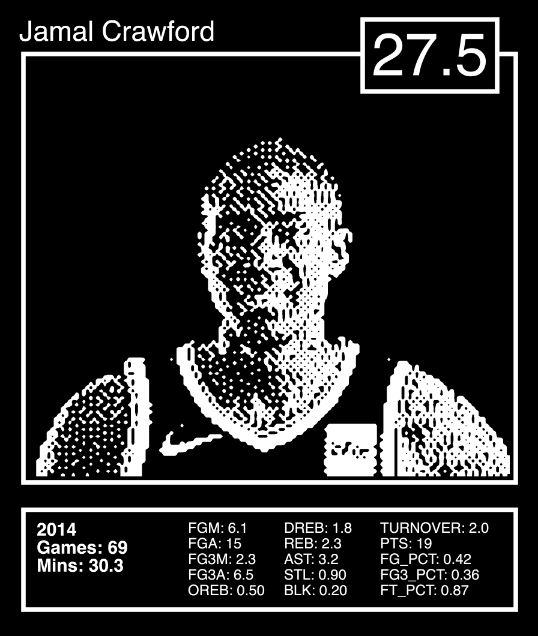 Jamal Crawford
27.5
2014
Games: 69
Mins: 30.3
FGM: 6.1
FGA: 15
FG3M: 2.3
FG3A: 6.5
OREB: 0.50
DREB: 1.8
REB: 2.3
AST: 3.2
STL: 0.90
BLK: 0.20
TURNOVER: 2.0
PTS: 19
FG_PCT: 0.42
FG3_PCT: 0.36
FT_PCT: 0.87